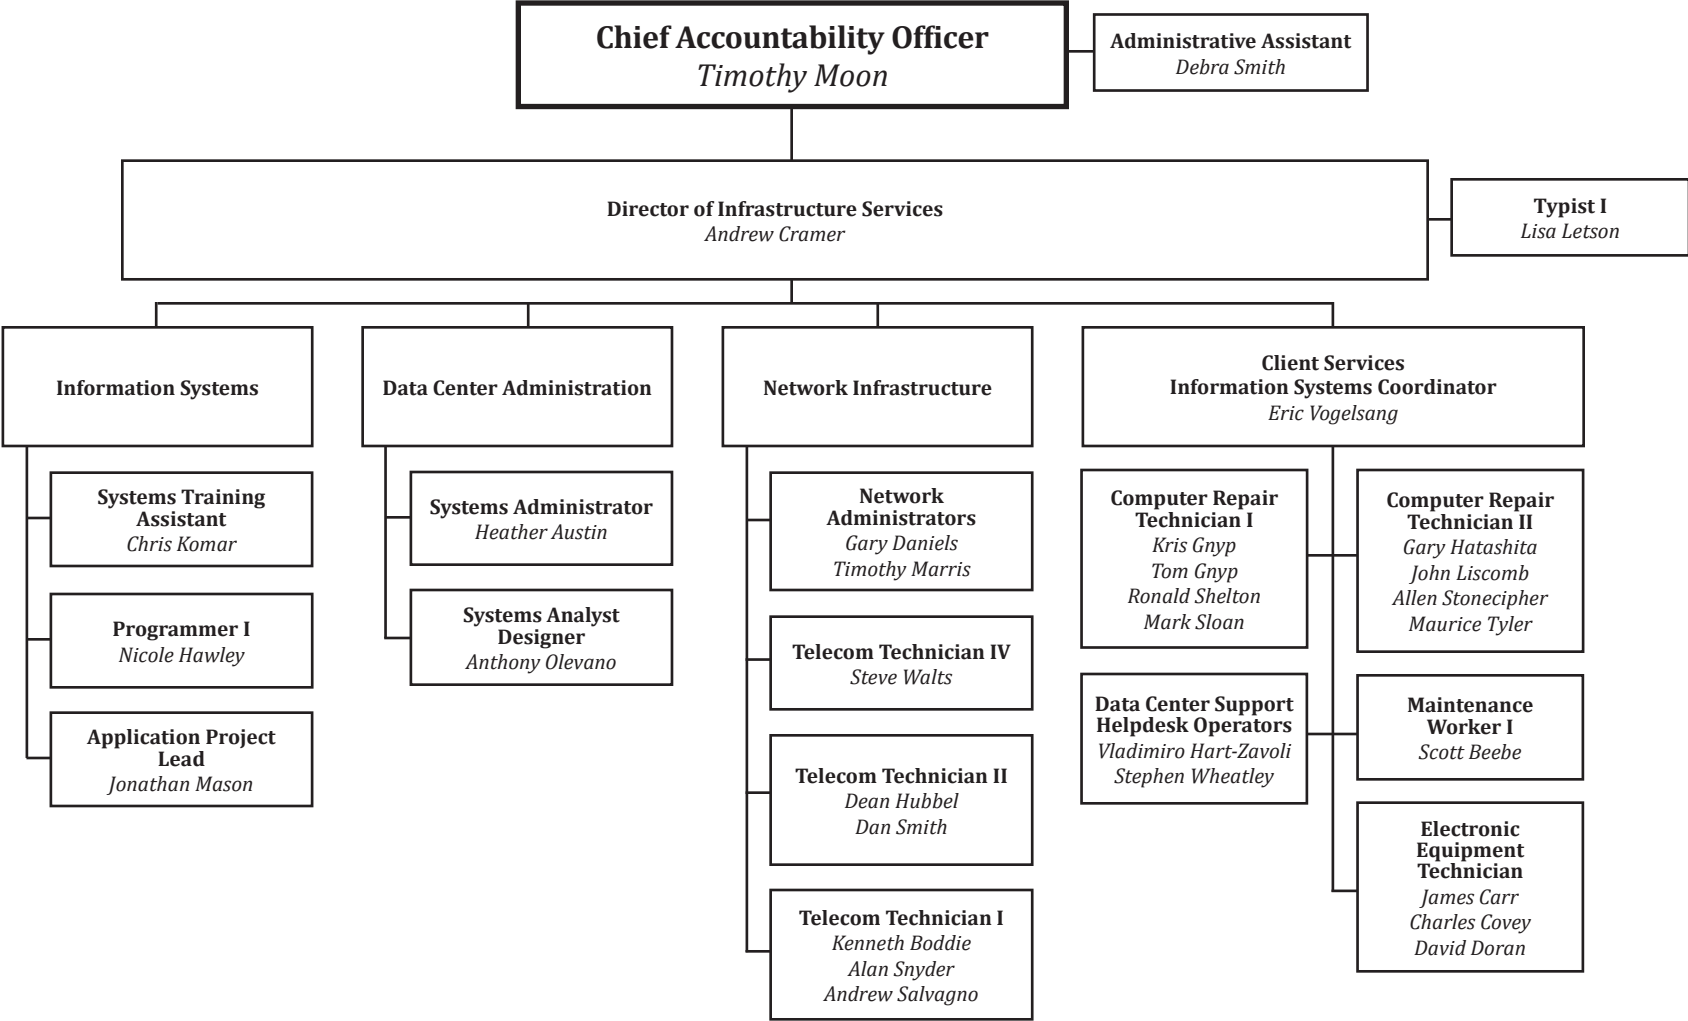 Chief Accountability Officer
Timothy Moon
Administrative Assistant
Debra Smith
Director of Infrastructure Services
Andrew Cramer
Typist I
Lisa Letson
Information Systems
Systems Training
Assistant
Chris Komar
Programmer I
Nicole Hawley
Application Project
Lead
Jonathan Mason
Data Center Administration
Systems Administrator
Heather Austin
Systems Analyst
Designer
Anthony Olevano
Network Infrastructure
Network
Administrators
Gary Daniels
Timothy Marris
Telecom Technician IV
Steve Walts
Telecom Technician II
Dean Hubbel
Dan Smith
Telecom Technician I
Kenneth Boddie
Alan Snyder
Andrew Salvagno
Client Services
Information Systems Coordinator
Eric Vogelsang
Computer Repair
Technician I
Kris Gnyp
Tom Gnyp
Ronald Shelton
Mark Sloan
Data Center Support
Helpdesk Operators
Vladimiro Hart-Zavoli
Stephen Wheatley
Computer Repair
Technician II
Gary Hatashita
John Liscomb
Allen Stonecipher
Maurice Tyler
Maintenance
Worker I
Scott Beebe
Electronic
Equipment
Technician
James Carr
Charles Covey
David Doran